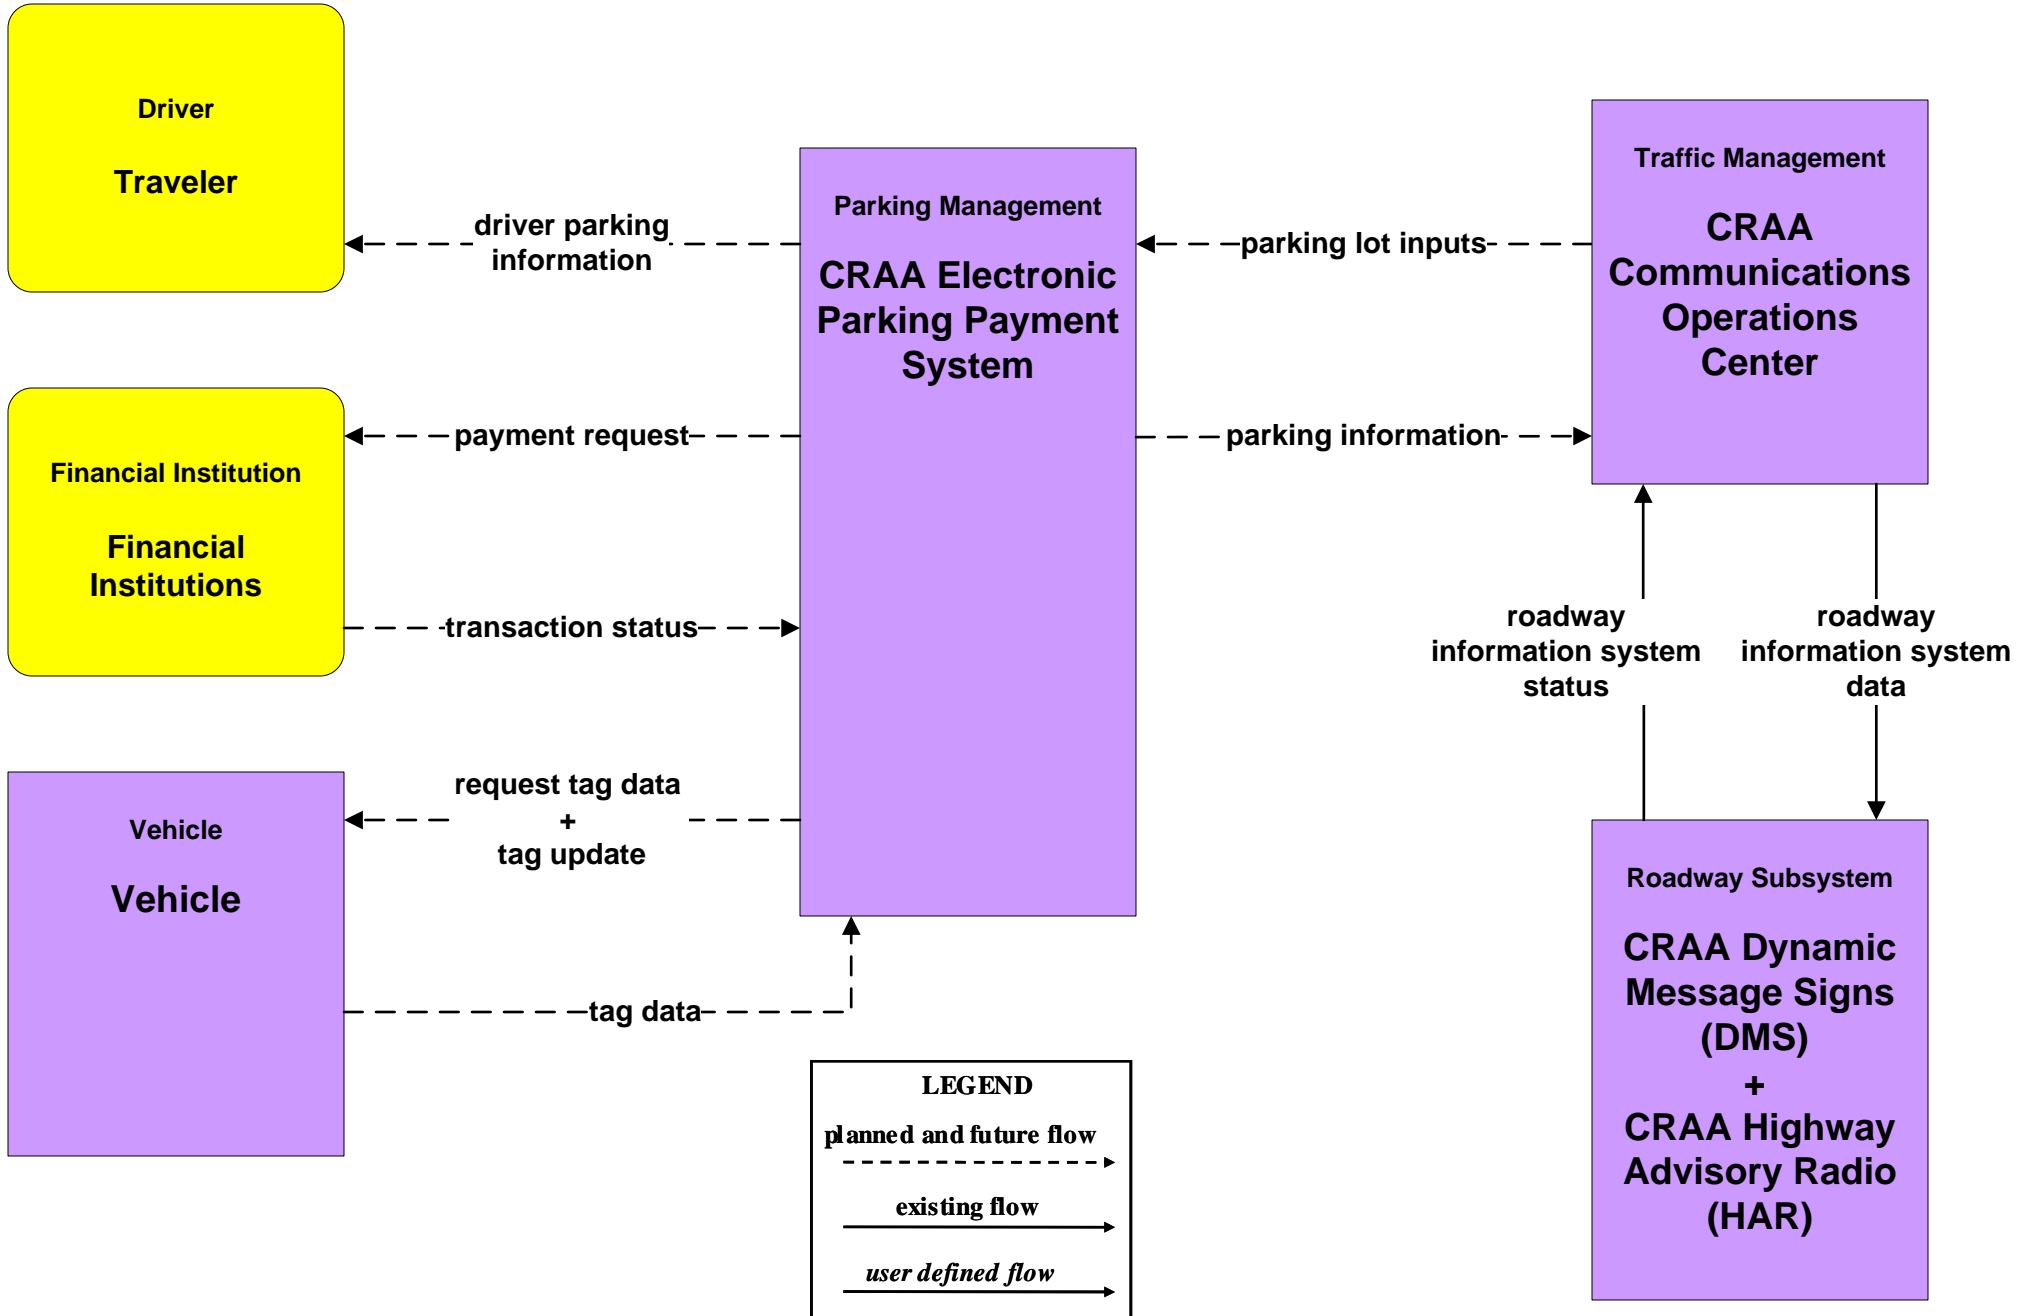 Driver
Traveler
driver parking
information
Parking Management
CRAA Electronic
Parking Payment
System
parking lot inputs
Traffic Management
CRAA
Communications
Operations
Center
Financial Institution
Financial
Institutions
payment request
parking information
transaction status
roadway
information system
status
roadway
information system
data
Vehicle
Vehicle
request tag data
+
tag update
tag data
Roadway Subsystem
CRAA Dynamic
Message Signs
(DMS)
+
CRAA Highway
Advisory Radio
(HAR)
LEGEND
planned and future flow
existing flow
user defined flow